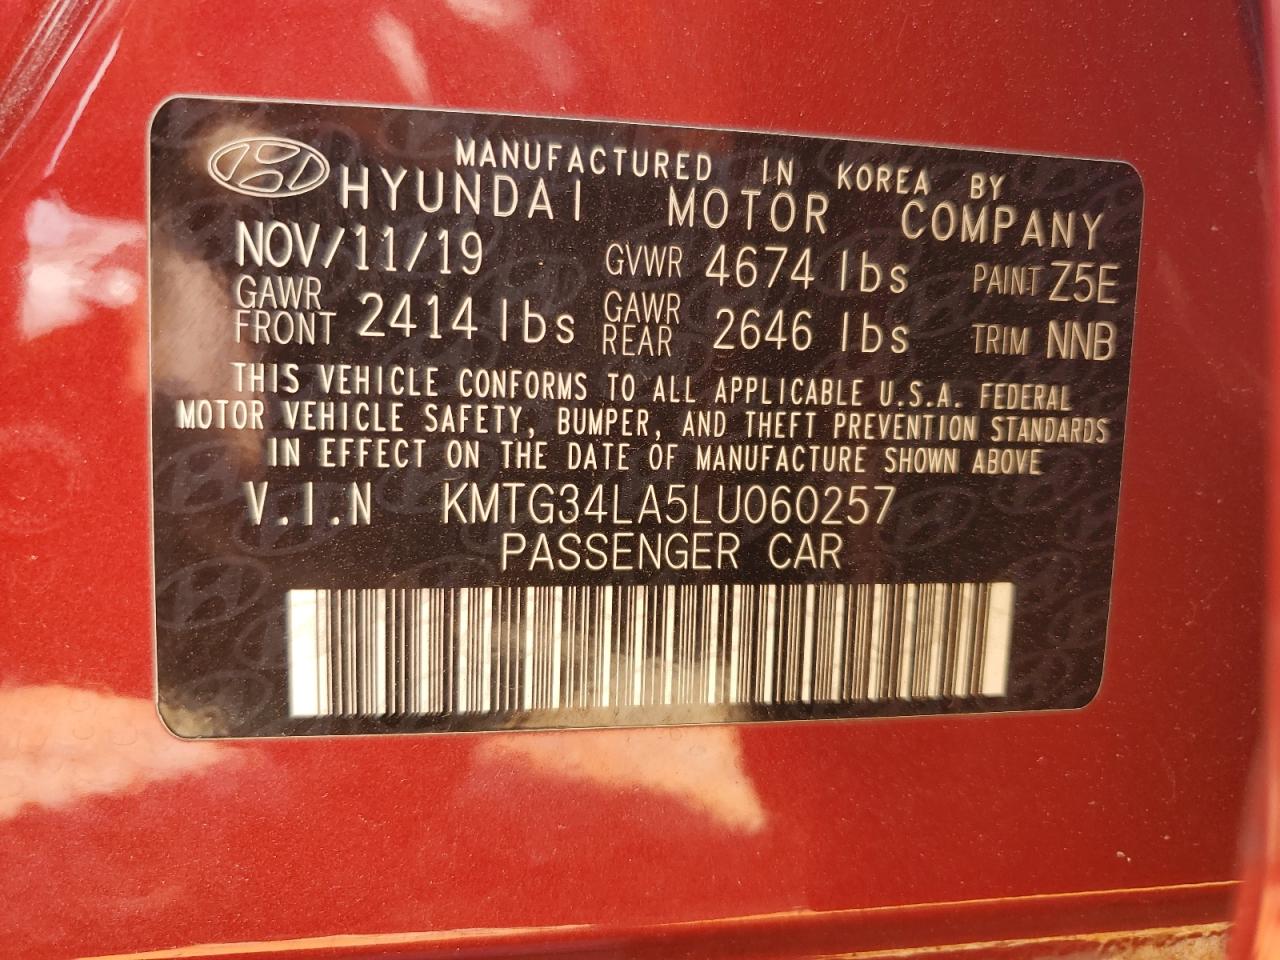 MANUFACTURED IN KOREA BY
HYUNDAI MOTOR COMPANY
NOV/11/19 GVWR 4674 lbs PAINT Z5E
GAWR FRONT 2414 lbs GAWR REAR 2646 lbs TRIM NNB
THIS VEHICLE CONFORMS TO ALL APPLICABLE U.S.A. FEDERAL
MOTOR VEHICLE SAFETY, BUMPER, AND THEFT PREVENTION STANDARDS
IN EFFECT ON THE DATE OF MANUFACTURE SHOWN ABOVE
V.I.N KMTG34LA5LU060257
PASSENGER CAR